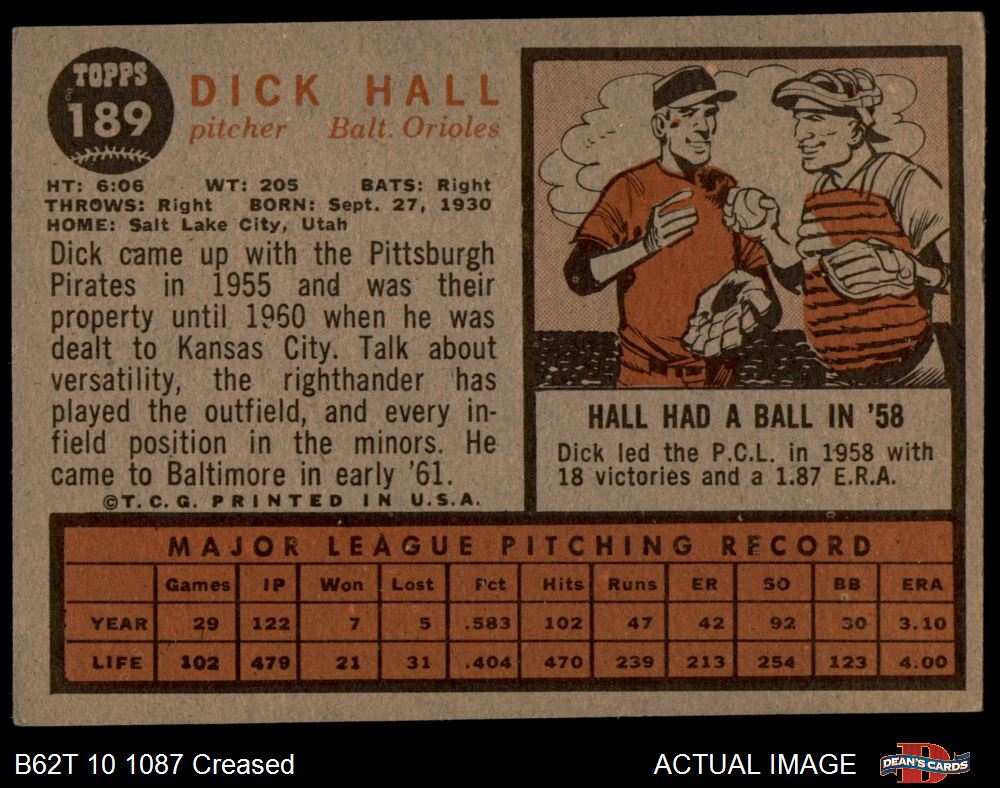 TOPPS
189
DICK HALL
pitcher Balt. Orioles
HT: 6:06 WT: 205 BATS: Right
THROWS: Right BORN: Sept. 27, 1930
HOME: Salt Lake City, Utah
Dick came up with the Pittsburgh
Pirates in 1955 and was their
property until 1960 when he was
dealt to Kansas City. Talk about
versatility, the righthander has
played the outfield, and every in-
field position in the minors. He
came to Baltimore in early '61.
©T.C.G. PRINTED IN U.S.A.
HALL HAD A BALL IN '58
Dick led the P.C.L. in 1958 with
18 victories and a 1.87 E.R.A.
MAJOR LEAGUE PITCHING RECORD
Games IP Won Lost Pct Hits Runs ER SO BB ERA
YEAR 29 122 7 5 .583 102 47 42 92 30 3.10
LIFE 102 479 21 31 .404 470 239 213 254 123 4.00
B62T 10 1087 Creased
ACTUAL IMAGE
DEAN'S CARDS